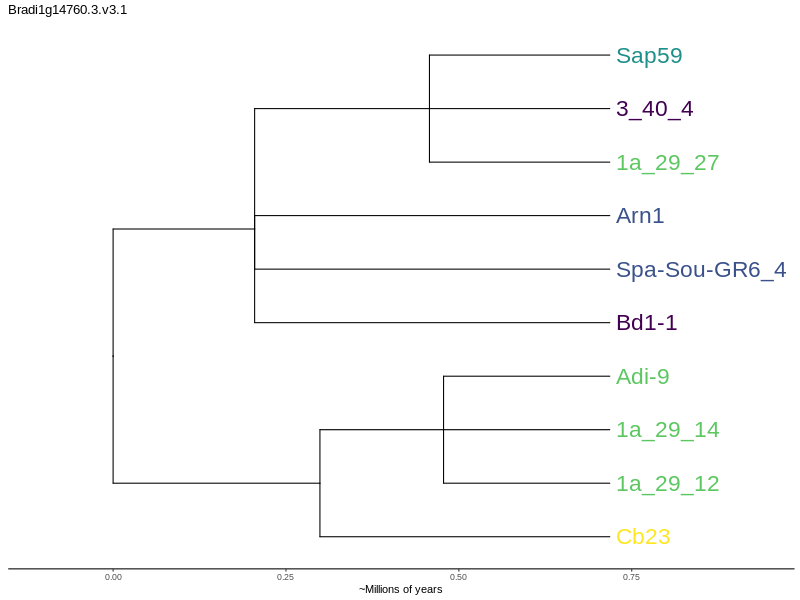 Bradi1g14760.3.v3.1
Sap59
3_40_4
1a_29_27
Arn1
Spa-Sou-GR6_4
Bd1-1
Adi-9
1a_29_14
1a_29_12
Cb23
0.00 0.25 0.50 0.75
~Millions of years